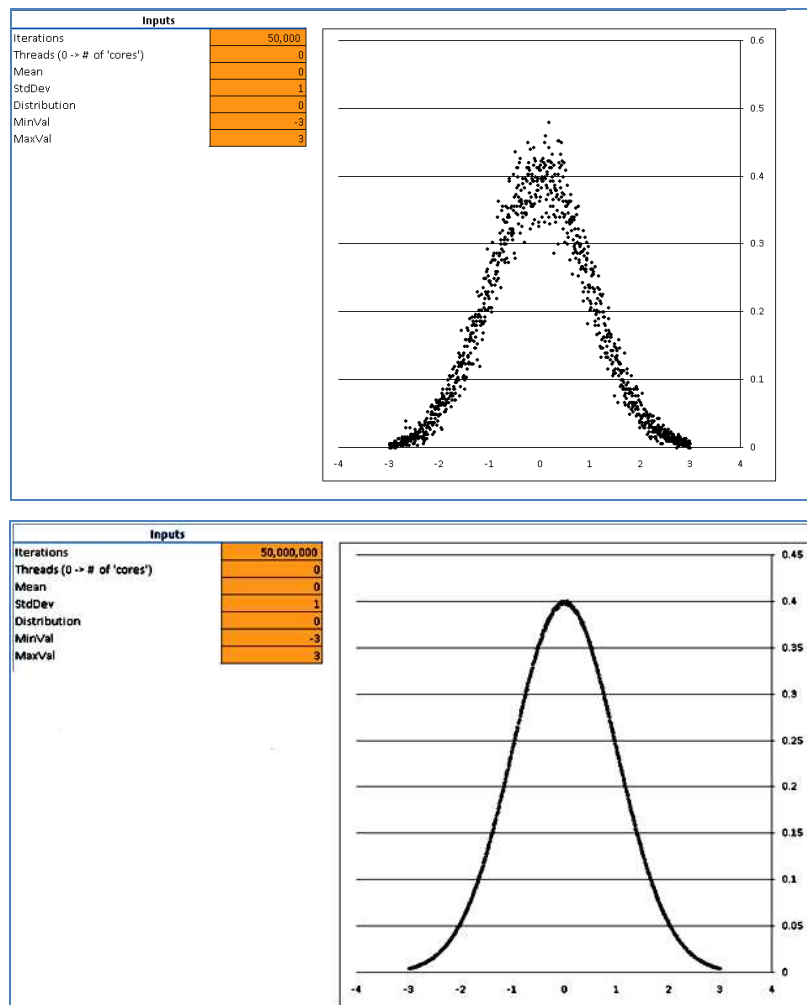 Inputs
Iterations 50,000
Threads (0 -> # of 'cores') 0
Mean 0
StdDev 1
Distribution 0
MinVal -3
MaxVal 3
0.6
0.5
0.4
0.3
0.2
0.1
0
-4 -3 -2 -1 0 1 2 3 4
Inputs
Iterations 50,000,000
Threads (0 -> # of 'cores') 0
Mean 0
StdDev 1
Distribution 0
MinVal -3
MaxVal 3
0.45
0.4
0.35
0.3
0.25
0.2
0.15
0.1
0.05
0
-4 -3 -2 -1 0 1 2 3 4